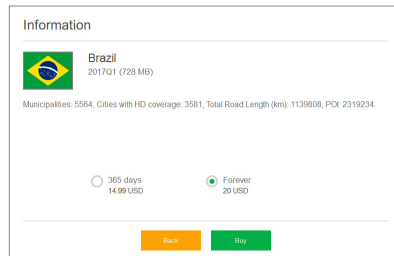 Information
Brazil
2017Q1 (728 MB)
Municipalities: 5564, Cities with HD coverage: 3581, Total Road Length (km): 1139808, POI: 2319234.
365 days
14.99 USD
Forever
20 USD
Back
Buy